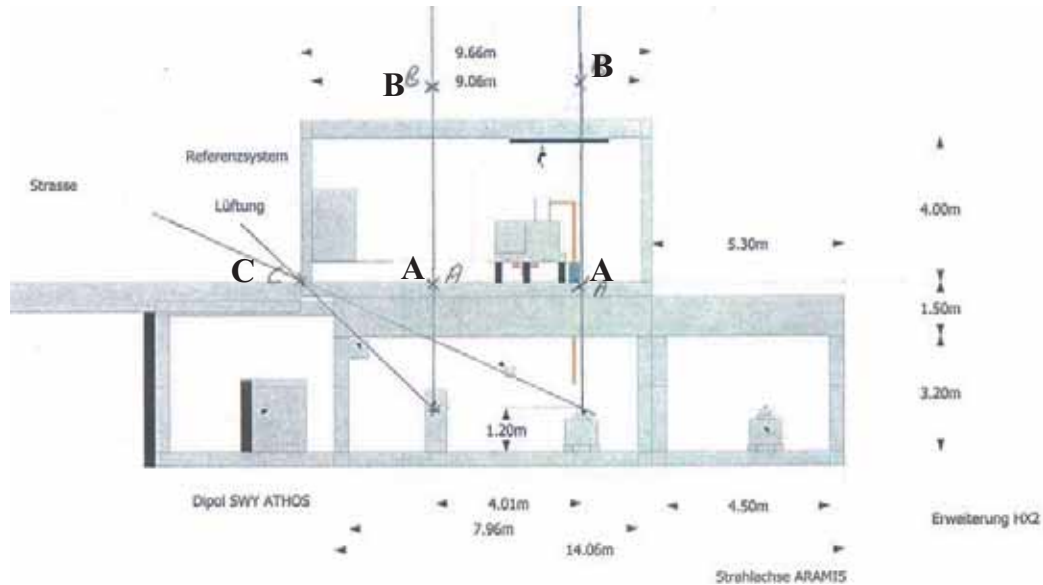 9.66m
B B 9.06m B
Referenzsystem
Strasse
4.00m
Lüftung
5.30m
C C A A A
A
1.50m
3.20m
1.20m
Dipol SWY ATHOS
4.01m
4.50m
Erweiterung HX2
7.96m
14.06m
Strahlachse ARAMIS